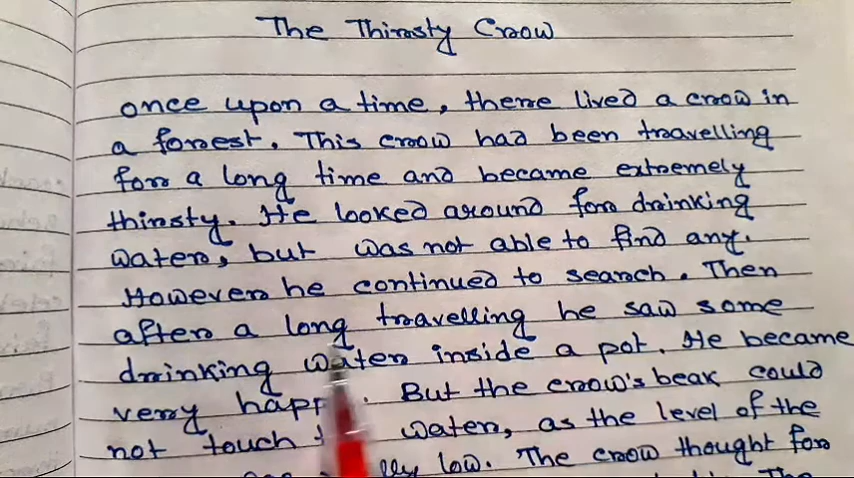 The Thirsty Crow
once upon a time, there lived a crow in
a forest. This crow had been travelling
for a long time and became extremely
thirsty. He looked around for drinking
water, but was not able to find any.
However he continued to search. Then
after a long travelling he saw some
drinking water inside a pot. He became
very happ . But the crow's beak could
not touch t water, as the level of the
lly low. The crow thought for
The